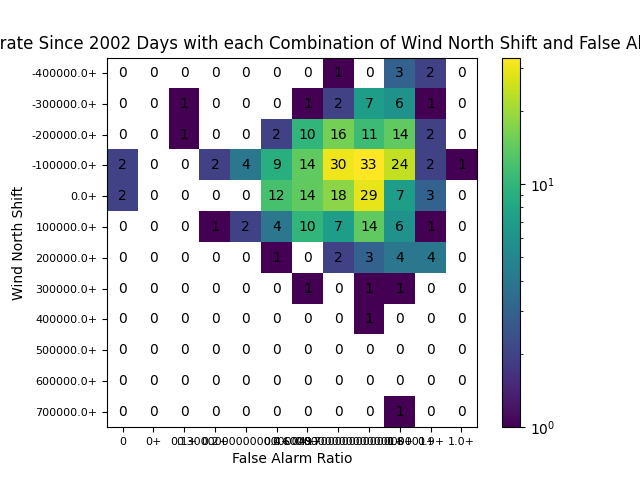 rate Since 2002 Days with each Combination of Wind North Shift and False Al
-400000.0+ 0 0 0 0 0 0 0 1 0 3 2 0
-300000.0+ 0 0 1 0 0 0 1 2 7 6 1 0
-200000.0+ 0 0 1 0 0 2 10 16 11 14 2 0
-100000.0+ 2 0 0 2 4 9 14 30 33 24 2 1
0.0+ 2 0 0 0 0 12 14 18 29 7 3 0
100000.0+ 0 0 0 1 2 4 10 7 14 6 1 0
200000.0+ 0 0 0 0 0 1 0 2 3 4 4 0
300000.0+ 0 0 0 0 0 0 1 0 1 1 0 0
400000.0+ 0 0 0 0 0 0 0 0 1 0 0 0
500000.0+ 0 0 0 0 0 0 0 0 0 0 0 0
600000.0+ 0 0 0 0 0 0 0 0 0 0 0 0
700000.0+ 0 0 0 0 0 0 0 0 0 1 0 0
0 0+ 1.0+
False Alarm Ratio
Wind North Shift
10¹
10⁰